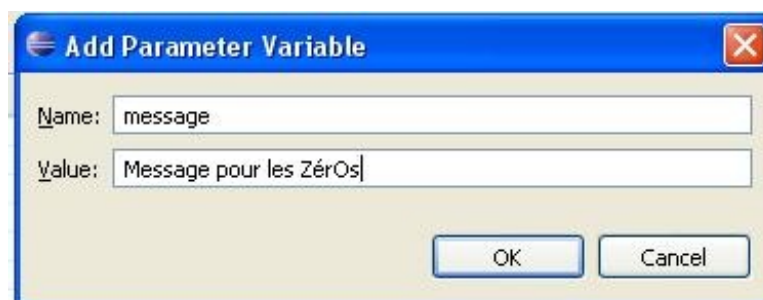 Add Parameter Variable
Name: message
Value: Message pour les ZérOs
OK Cancel